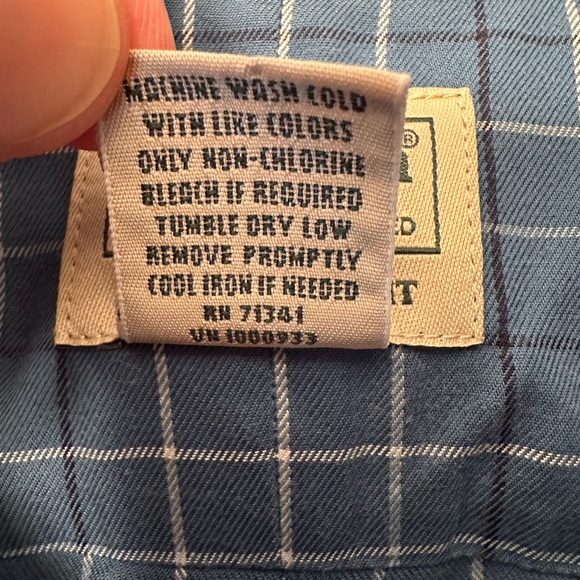 MACHINE WASH COLD
WITH LIKE COLORS
ONLY NON-CHLORINE
BLEACH IF REQUIRED
TUMBLE DRY LOW
REMOVE PROMPTLY
COOL IRON IF NEEDED
RN 71341
VN 1000933
®